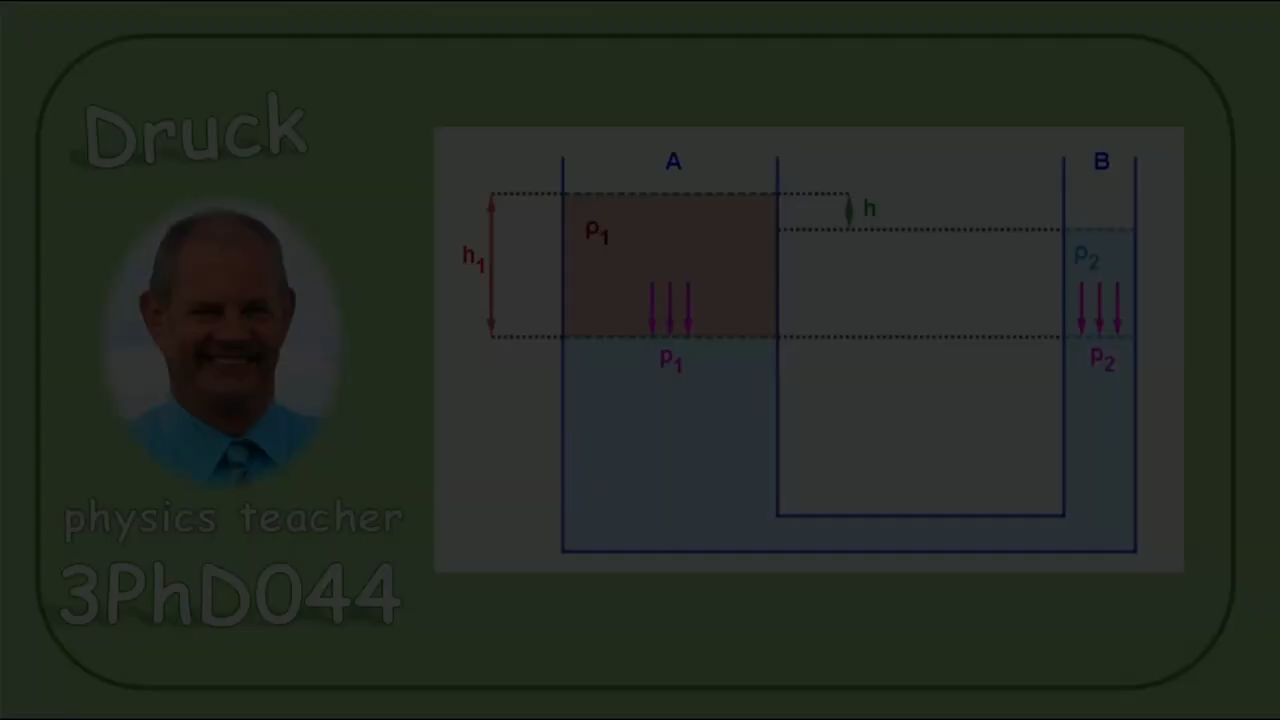 Druck
physics teacher
3PhD044
A
B
h
h₁
ρ₁
ρ₂
p₁
p₂